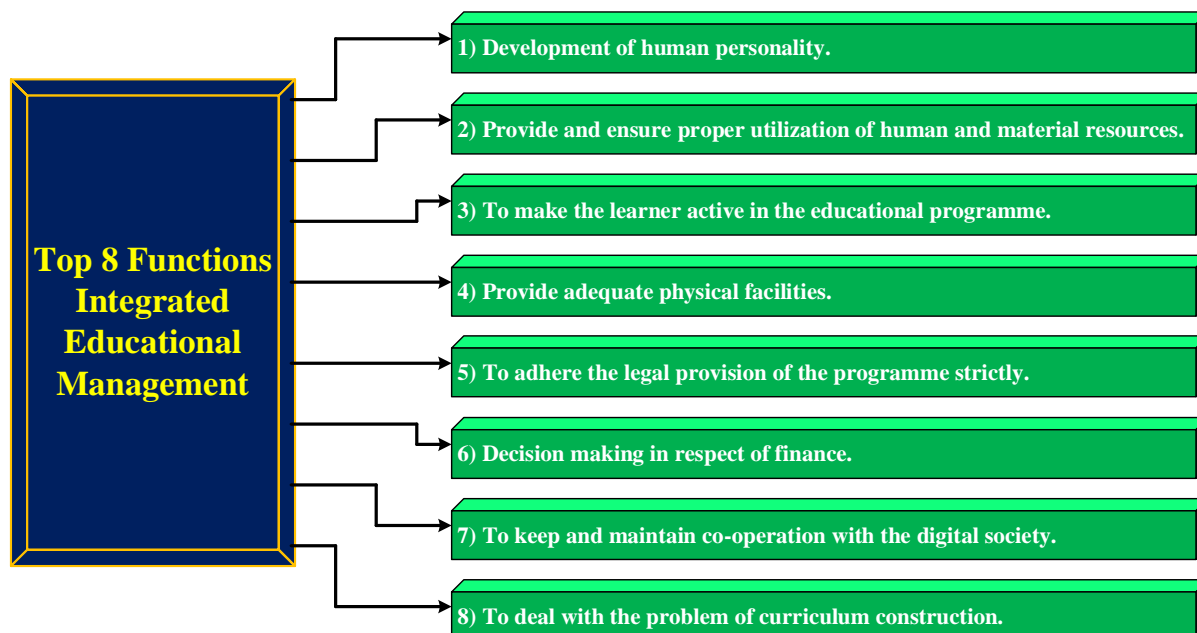 Top 8 Functions
Integrated
Educational
Management
1) Development of human personality.
2) Provide and ensure proper utilization of human and material resources.
3) To make the learner active in the educational programme.
4) Provide adequate physical facilities.
5) To adhere the legal provision of the programme strictly.
6) Decision making in respect of finance.
7) To keep and maintain co-operation with the digital society.
8) To deal with the problem of curriculum construction.